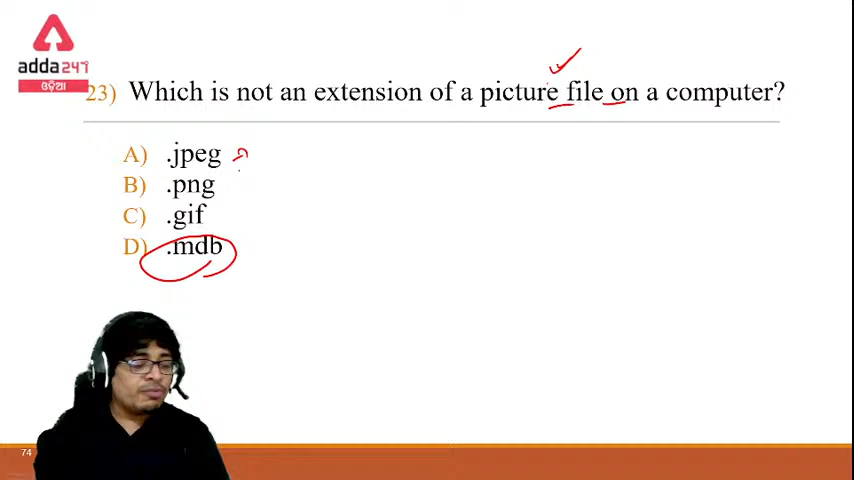 adda247
ଓଡ଼ିଆ
23) Which is not an extension of a picture file on a computer?
A) .jpeg
B) .png
C) .gif
D) .mdb
74